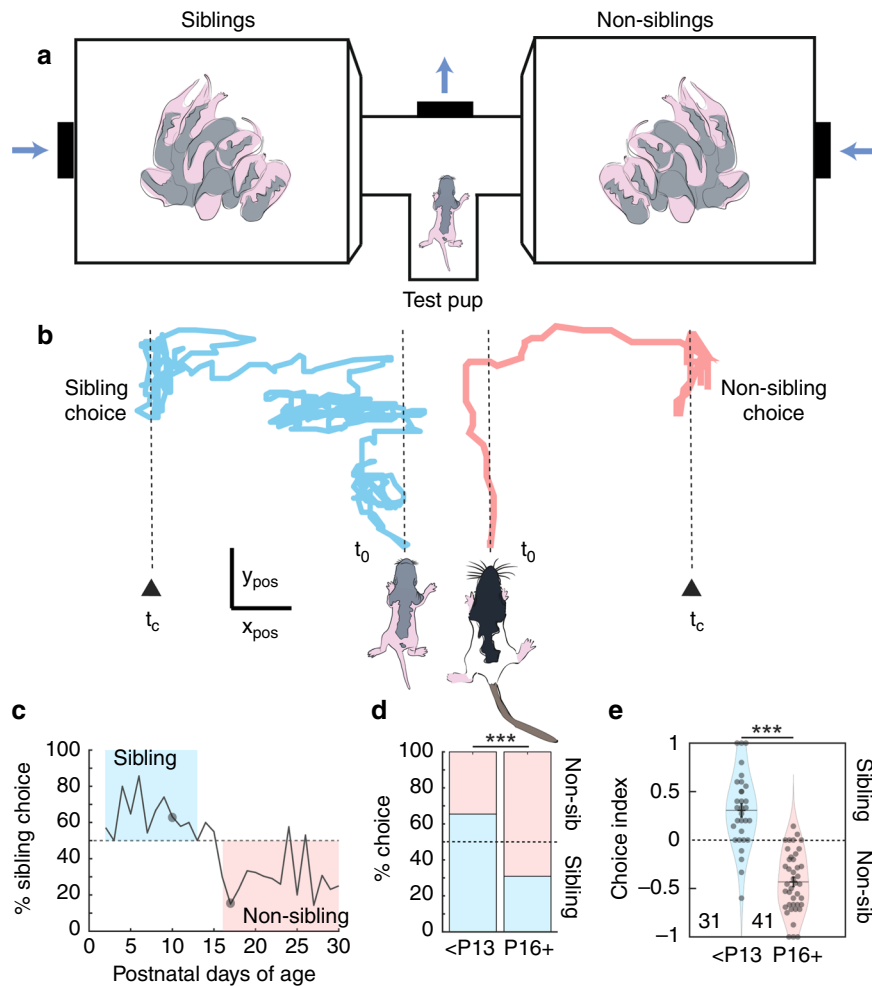 Siblings
Non-siblings
a
Test pup
b
Sibling
choice
Non-sibling
choice
t0
t0
ypos
xpos
tc
tc
c
100
80
60
40
20
0
% sibling choice
Sibling
Non-sibling
0
5
10
15
20
25
30
Postnatal days of age
d
***
100
80
60
40
20
0
% choice
Non-sib
Sibling
<P13
P16+
e
***
1
0.5
0
−0.5
−1
Choice index
Sibling
Non-sib
31
41
<P13
P16+